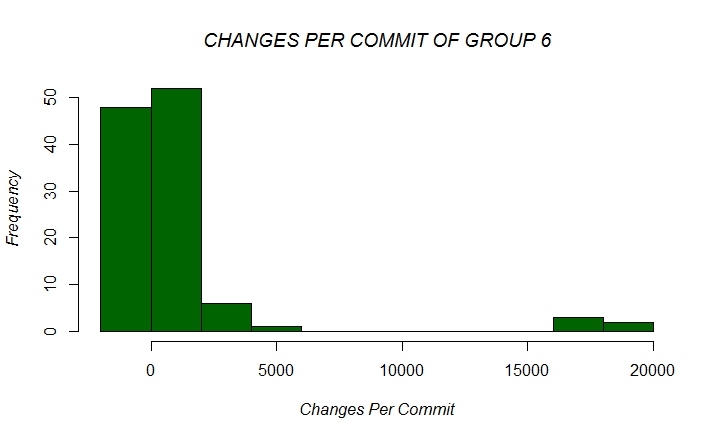 CHANGES PER COMMIT OF GROUP 6
Frequency
50
40
30
20
10
0
0 5000 10000 15000 20000
Changes Per Commit